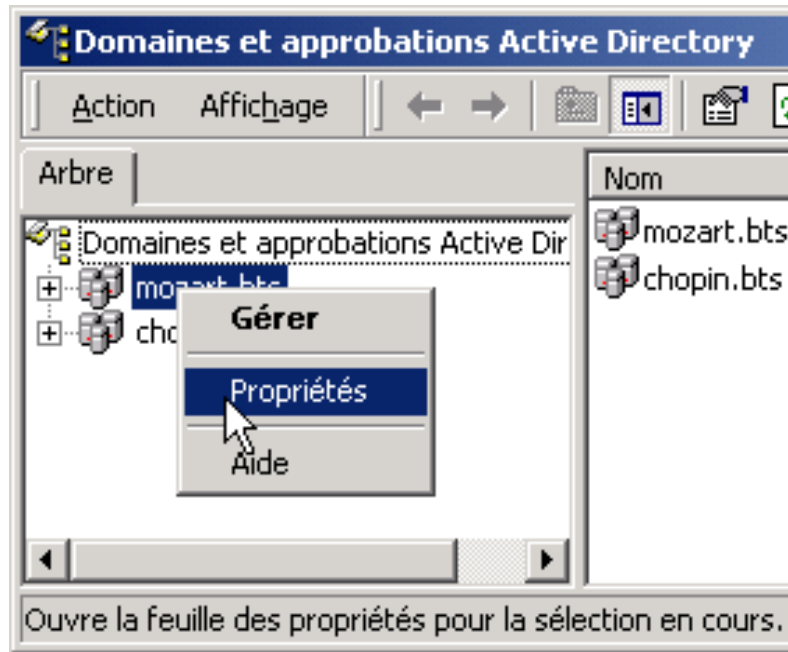 Domaines et approbations Active Directory
Action Affichage
Arbre
Nom
Domaines et approbations Active Dir
mozart.bts
mozart.bts
chopin.bts
Gérer
Propriétés
Aide
Ouvre la feuille des propriétés pour la sélection en cours.